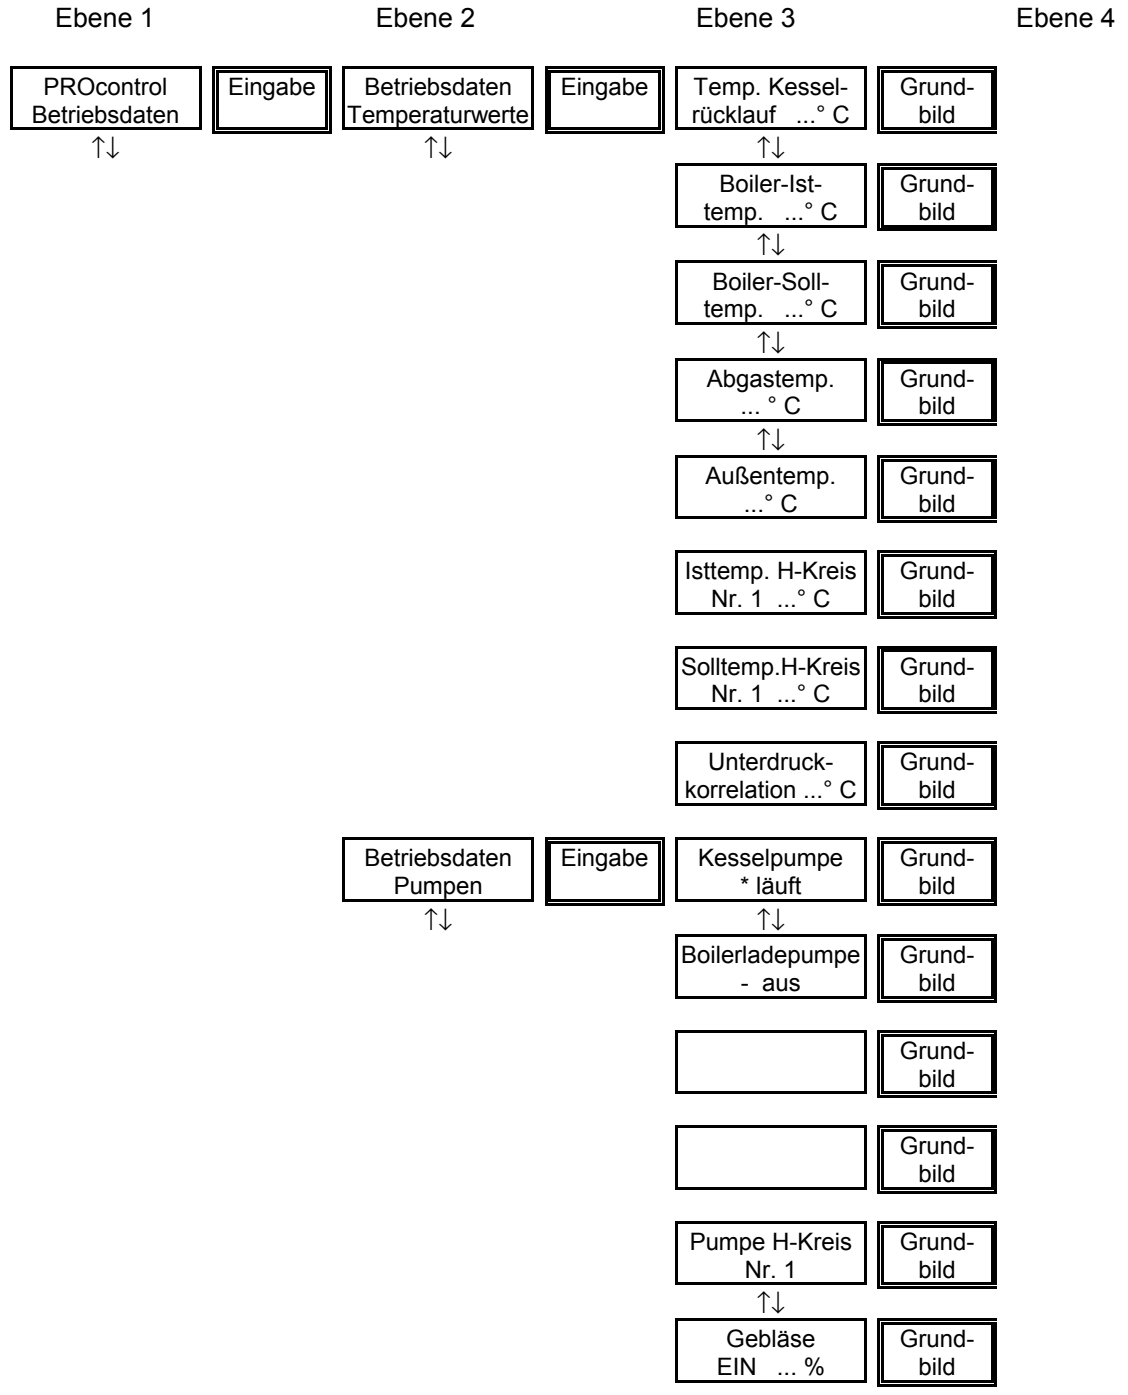 Ebene 1 Ebene 2 Ebene 3 Ebene 4
PROcontrol Eingabe Betriebsdaten Eingabe Temp. Kessel- Grund-
Betriebsdaten Temperaturwerte rücklauf ...° C bild
↑↓ ↑↓ ↑↓
Boiler-Ist- Grund-
temp. ...° C bild
↑↓
Boiler-Soll- Grund-
temp. ...° C bild
↑↓
Abgastemp. Grund-
... ° C bild
↑↓
Außentemp. Grund-
...° C bild
Isttemp. H-Kreis Grund-
Nr. 1 ...° C bild
Solltemp.H-Kreis Grund-
Nr. 1 ...° C bild
Unterdruck- Grund-
korrelation ...° C bild
Betriebsdaten Eingabe Kesselpumpe Grund-
Pumpen * läuft bild
↑↓ ↑↓
Boilerladepumpe Grund-
- aus bild
Grund-
bild
Grund-
bild
Pumpe H-Kreis Grund-
Nr. 1 bild
↑↓
Gebläse Grund-
EIN ... % bild